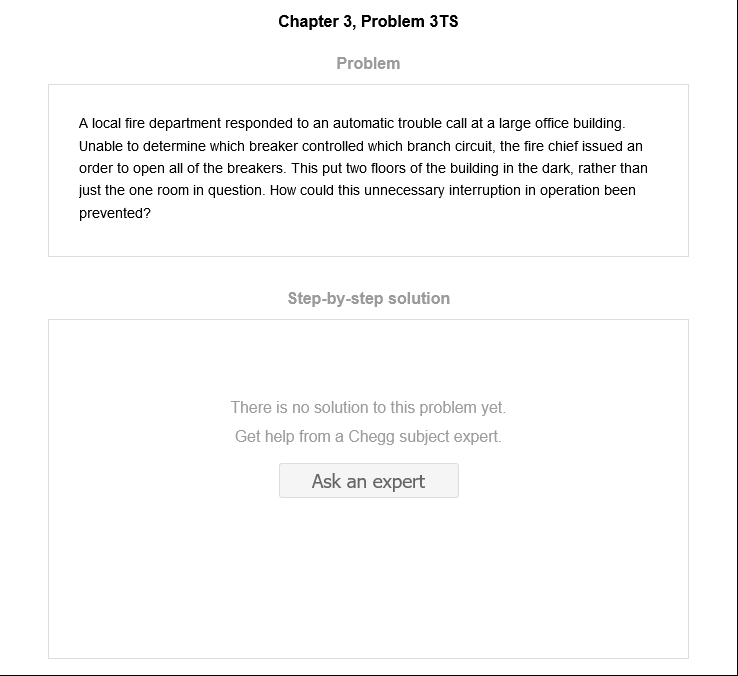 Chapter 3, Problem 3TS
Problem
A local fire department responded to an automatic trouble call at a large office building.
Unable to determine which breaker controlled which branch circuit, the fire chief issued an
order to open all of the breakers. This put two floors of the building in the dark, rather than
just the one room in question. How could this unnecessary interruption in operation been
prevented?
Step-by-step solution
There is no solution to this problem yet.
Get help from a Chegg subject expert.
Ask an expert